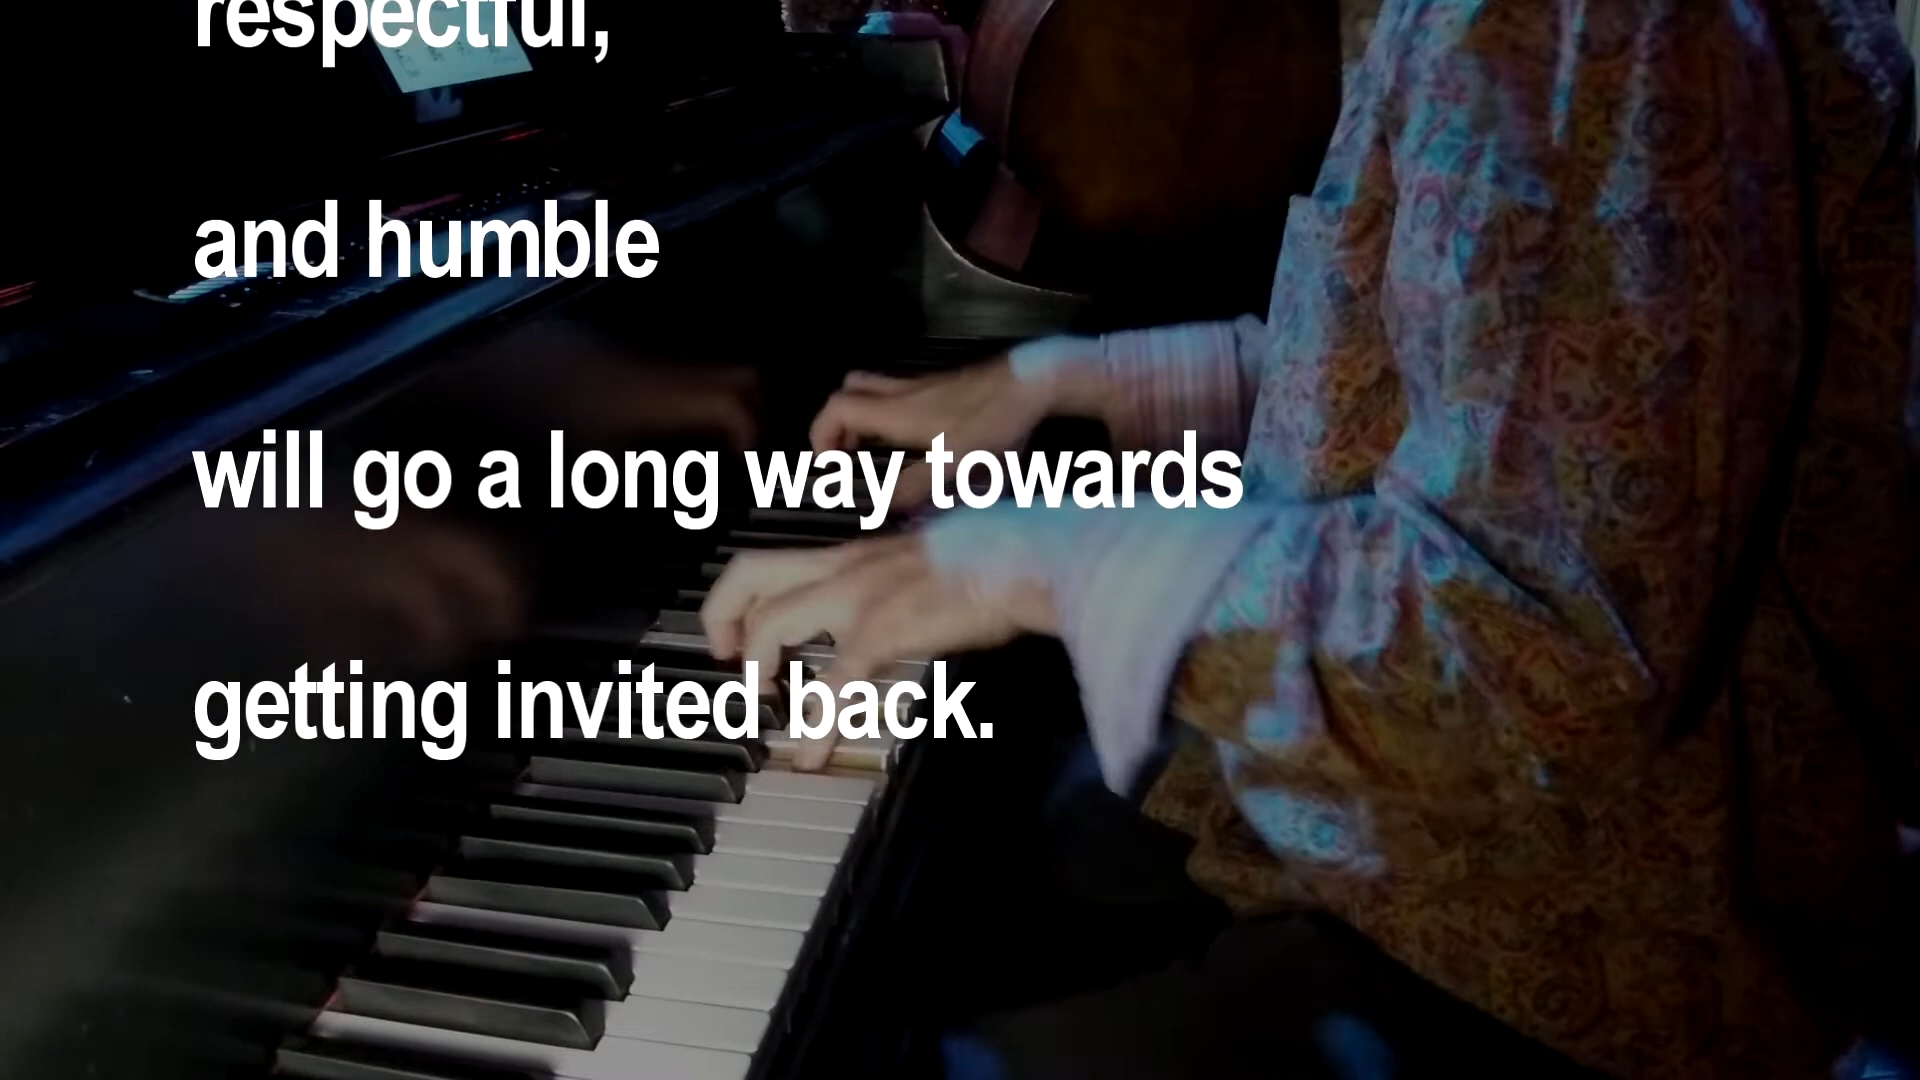 respectful,
and humble
will go a long way towards
getting invited back.